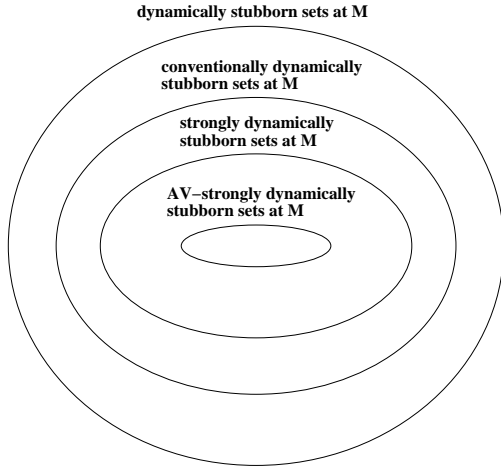 dynamically stubborn sets at M
conventionally dynamically
stubborn sets at M
strongly dynamically
stubborn sets at M
AV−strongly dynamically
stubborn sets at M